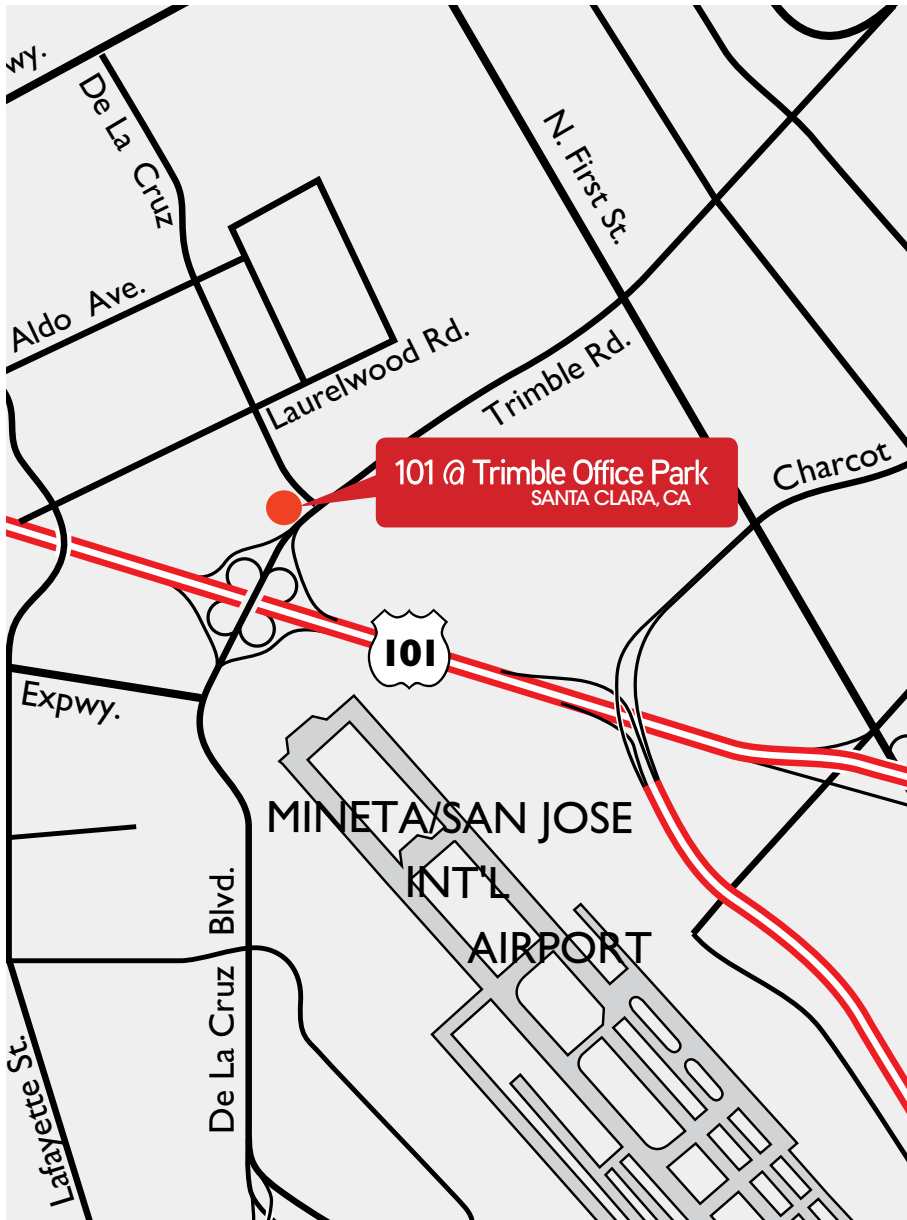 wy.
De La Cruz
N. First St.
Aldo Ave.
Laurelwood Rd.
Trimble Rd.
101 @ Trimble Office Park
SANTA CLARA, CA
Charcot
101
Expwy.
MINETA/SAN JOSE
INT'L
AIRPORT
De La Cruz Blvd.
Lafayette St.